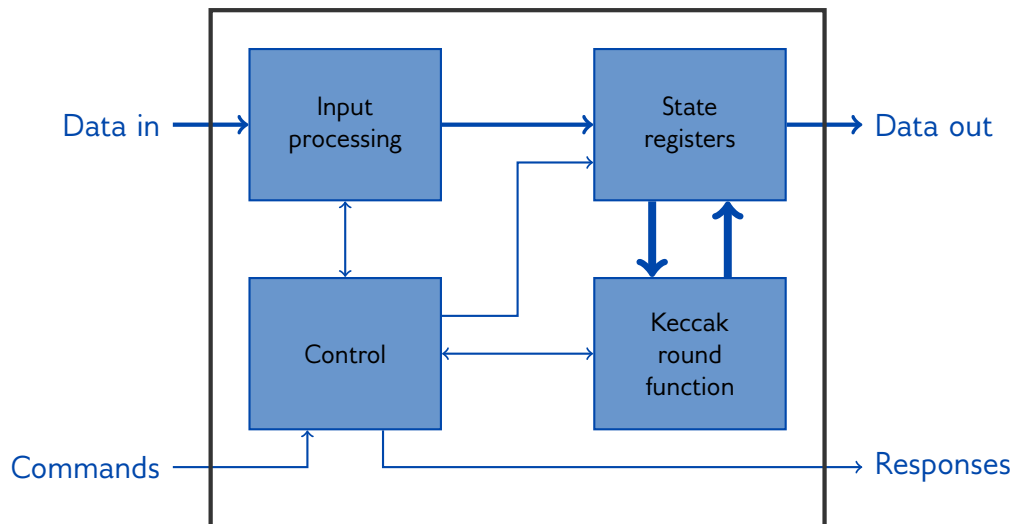 Input
processing
State
registers
Data in
Data out
Control
Keccak
round
function
Commands
Responses